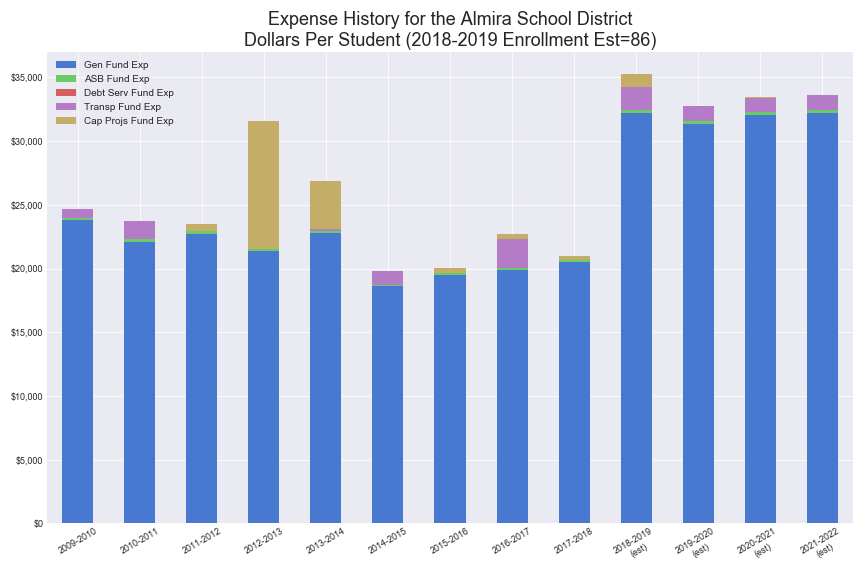 Expense History for the Almira School District
Dollars Per Student (2018-2019 Enrollment Est=86)
Gen Fund Exp
ASB Fund Exp
Debt Serv Fund Exp
Transp Fund Exp
Cap Projs Fund Exp
$35,000
$30,000
$25,000
$20,000
$15,000
$10,000
$5,000
$0
2009-2010
2010-2011
2011-2012
2012-2013
2013-2014
2014-2015
2015-2016
2016-2017
2017-2018
2018-2019
(est)
2019-2020
(est)
2020-2021
(est)
2021-2022
(est)